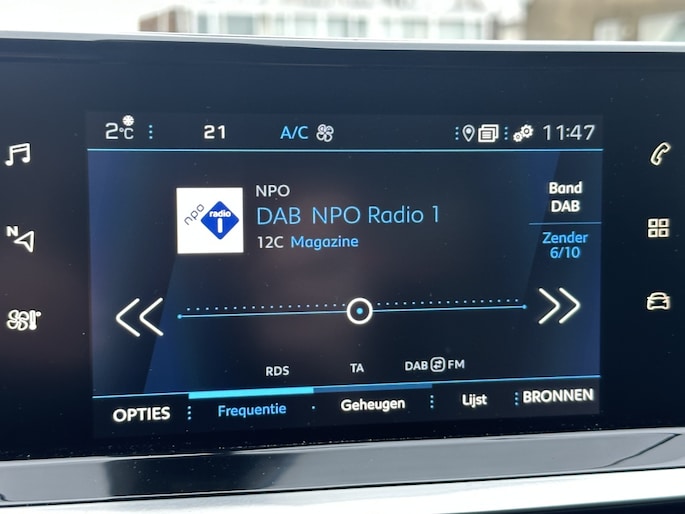 2°C
21
A/C
11:47
npo radio 1
NPO
DAB NPO Radio 1
12C Magazine
Band
DAB
Zender
6/10
N
RDS
TA
DAB FM
OPTIES
Frequentie
Geheugen
Lijst
BRONNEN